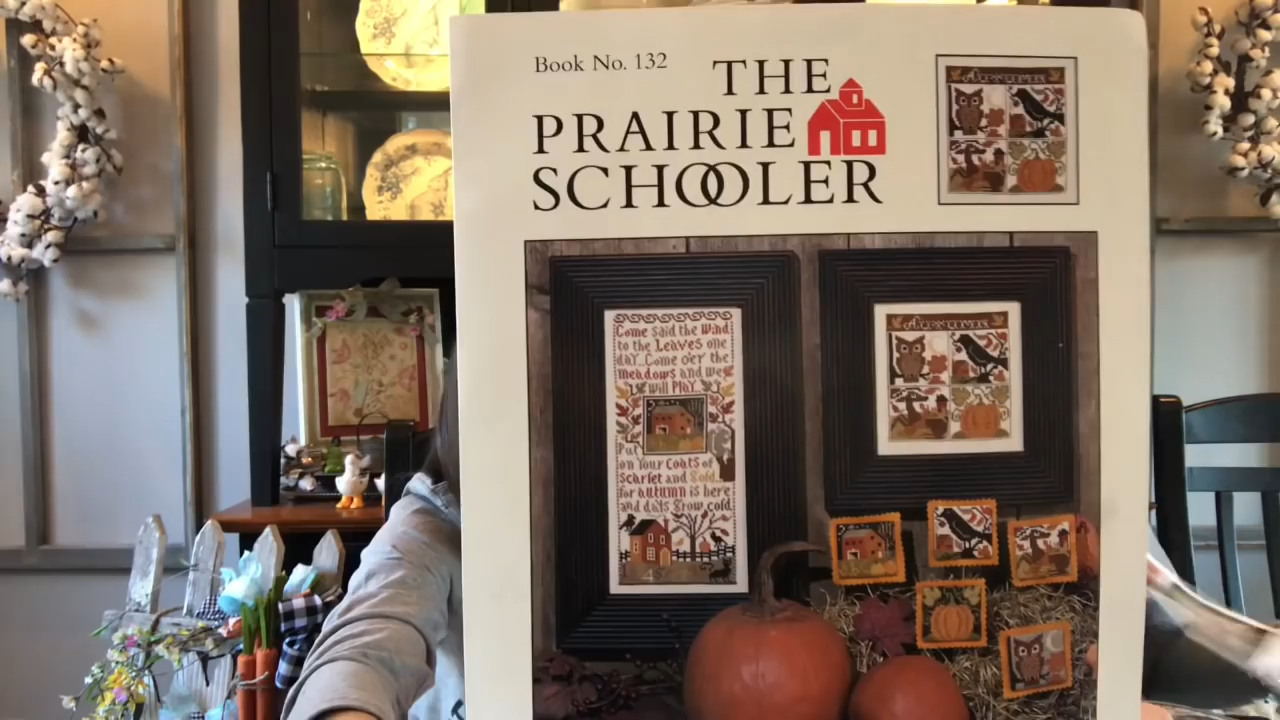 Book No. 132
THE
PRAIRIE
SCHOOLER
Come said the Wind
to the Leaves one
day...Come o'er the
meadows and we
will Play...
Put
on Your coats of
scarlet and Gold...
for autumn is here
and days Grow cold.